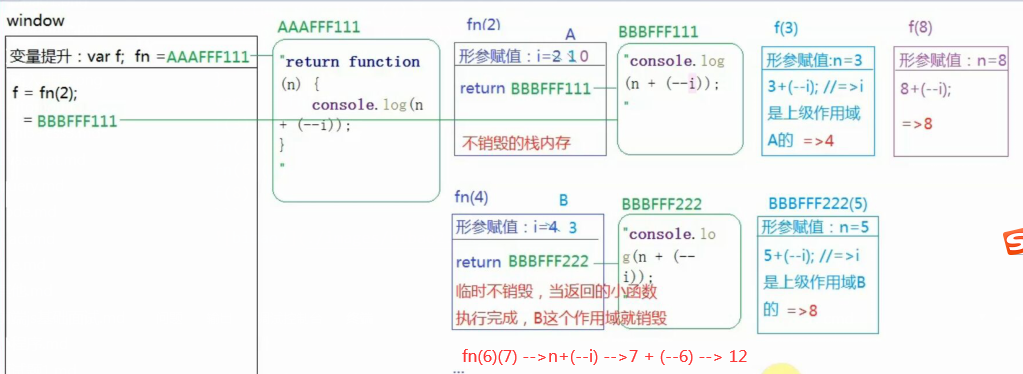 window
变量提升：var f;  fn =AAAFFF111
f = fn(2);
= BBBFFF111
AAAFFF111
"return function
(n) {
console.log(n
+ (--i));
}
"
fn(2)
A
形参赋值：i=2 1 0
return BBBFFF111
不销毁的栈内存
BBBFFF111
"console.log
(n + (--i));
"
f(3)
形参赋值:n=3
3+(--i); //=>i
是上级作用域
A的 =>4
f(8)
形参赋值：n=8
8+(--i);
=>8
fn(4)
B
形参赋值：i=4 3
return BBBFFF222
临时不销毁，当返回的小函数
执行完成，B这个作用域就销毁
BBBFFF222
"console.lo
g(n + (--
i));
"
BBBFFF222(5)
形参赋值：n=5
5+(--i); //=>i
是上级作用域B
的 =>8
fn(6)(7) -->n+(--i) -->7 + (--6) --> 12
...